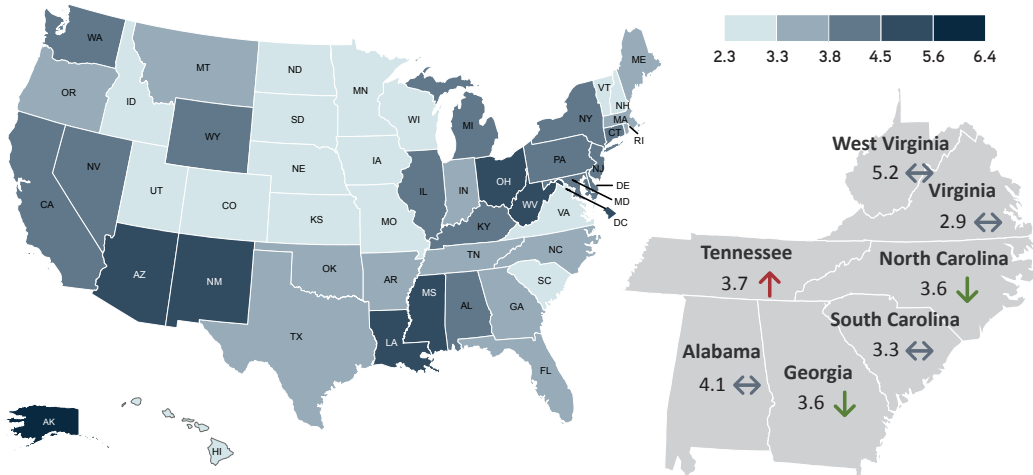 WA
OR
CA
NV
ID
MT
WY
UT
CO
AZ
NM
ND
SD
NE
KS
OK
TX
MN
IA
MO
AR
LA
WI
IL
MI
IN
OH
KY
TN
MS
AL
GA
FL
SC
NC
VA
WV
PA
NY
VT
NH
ME
MA
RI
CT
NJ
DE
MD
DC
AK
HI
2.3 3.3 3.8 4.5 5.6 6.4
West Virginia
5.2 ↔
Virginia
2.9 ↔
Tennessee
3.7 ↑
North Carolina
3.6 ↓
South Carolina
3.3 ↔
Alabama
4.1 ↔
Georgia
3.6 ↓